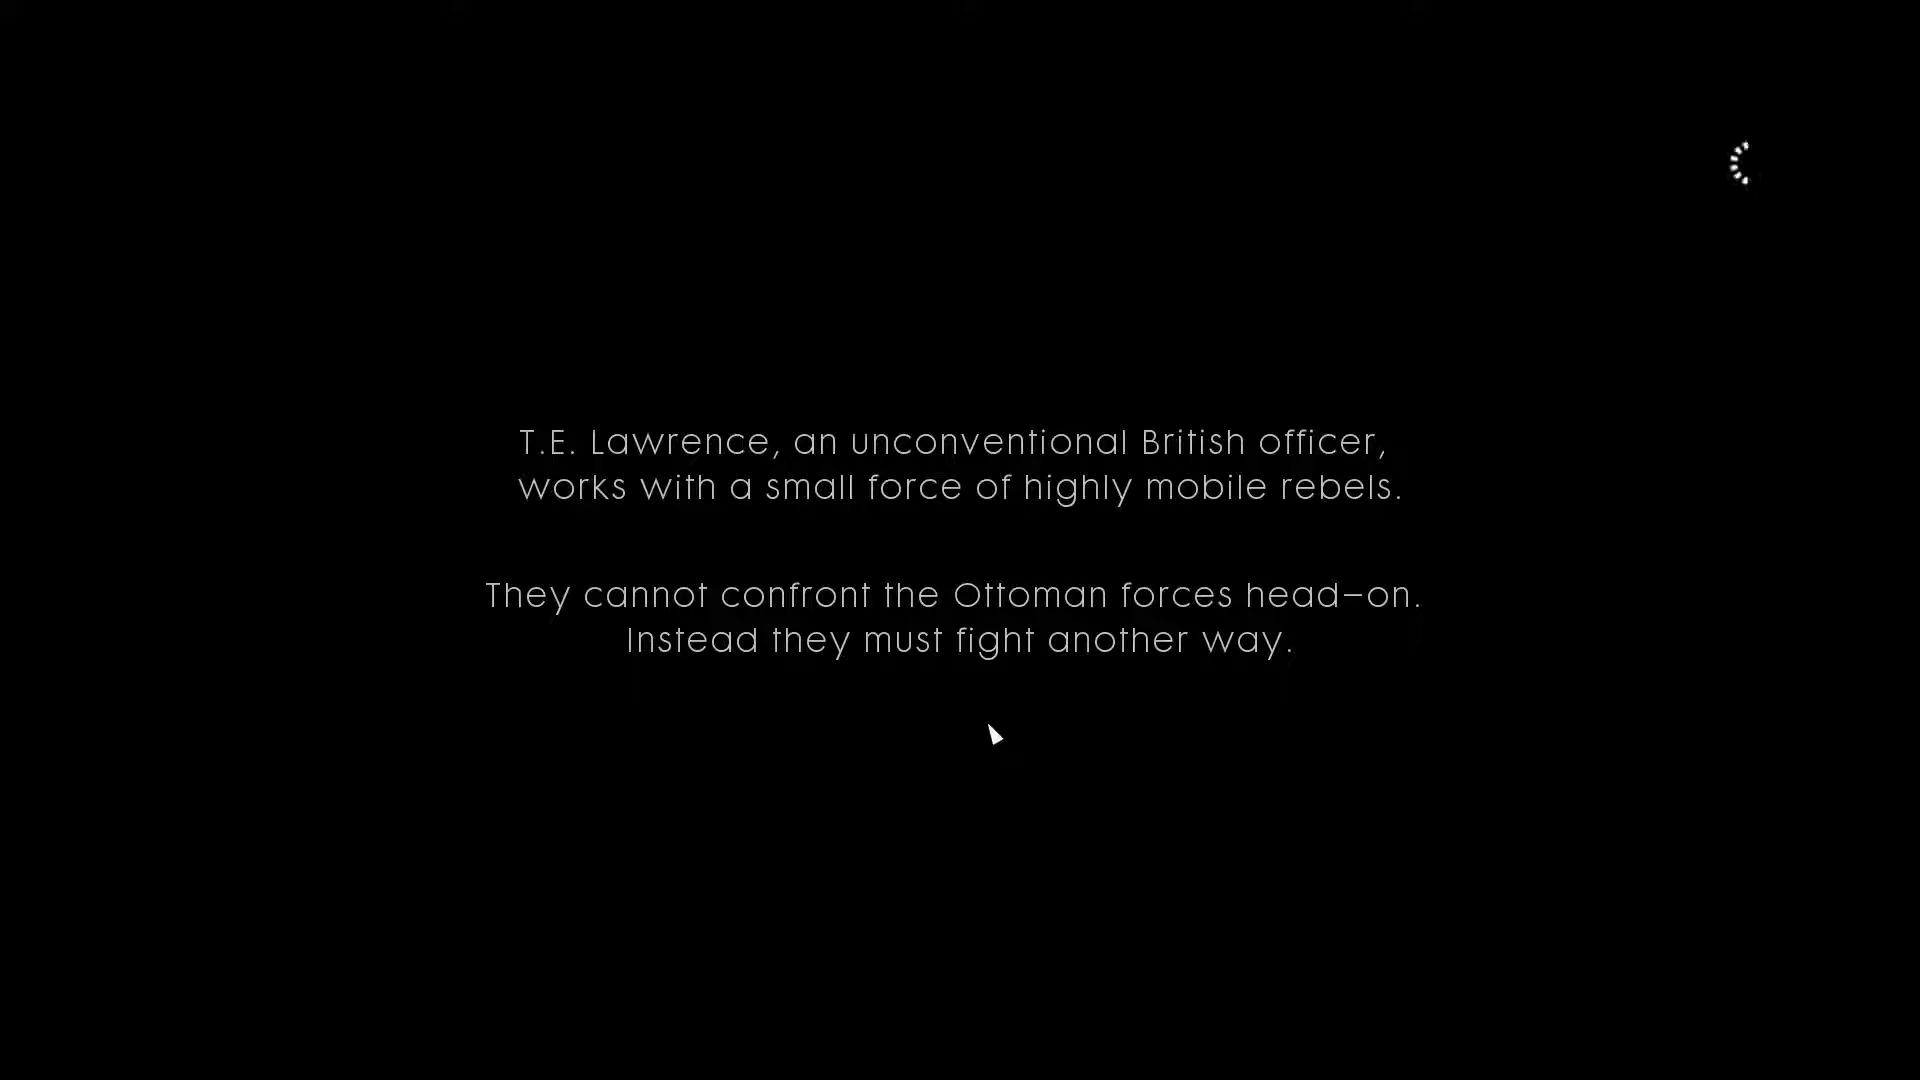 T.E. Lawrence, an unconventional British officer,
works with a small force of highly mobile rebels.
They cannot confront the Ottoman forces head-on.
Instead they must fight another way.